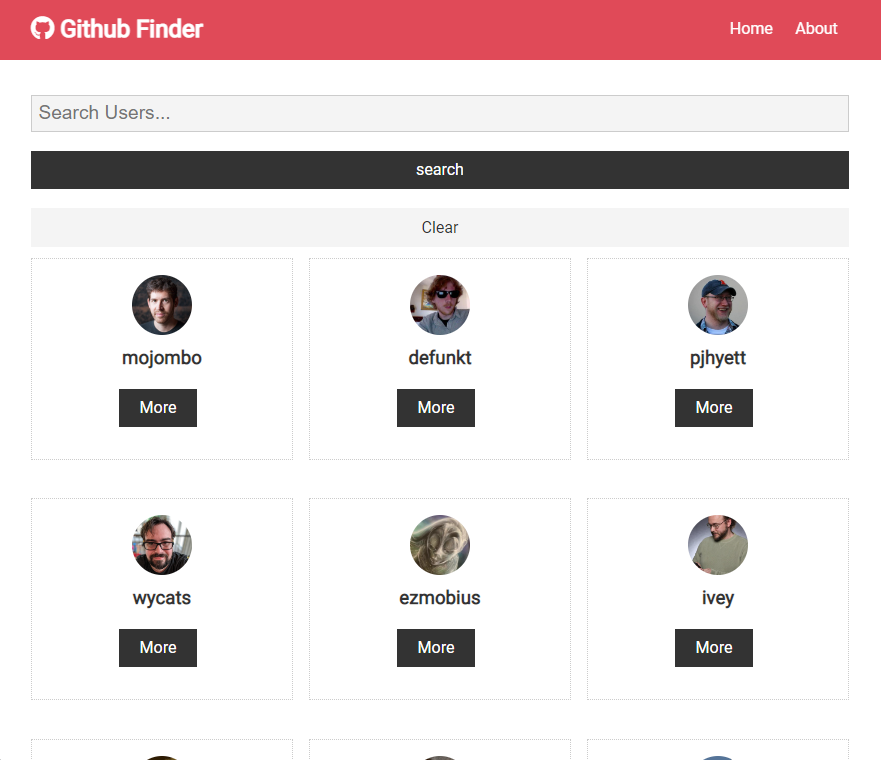 Github Finder
Home About
Search Users...
search
Clear
mojombo defunkt pjhyett
More More More
wycats ezmobius ivey
More More More